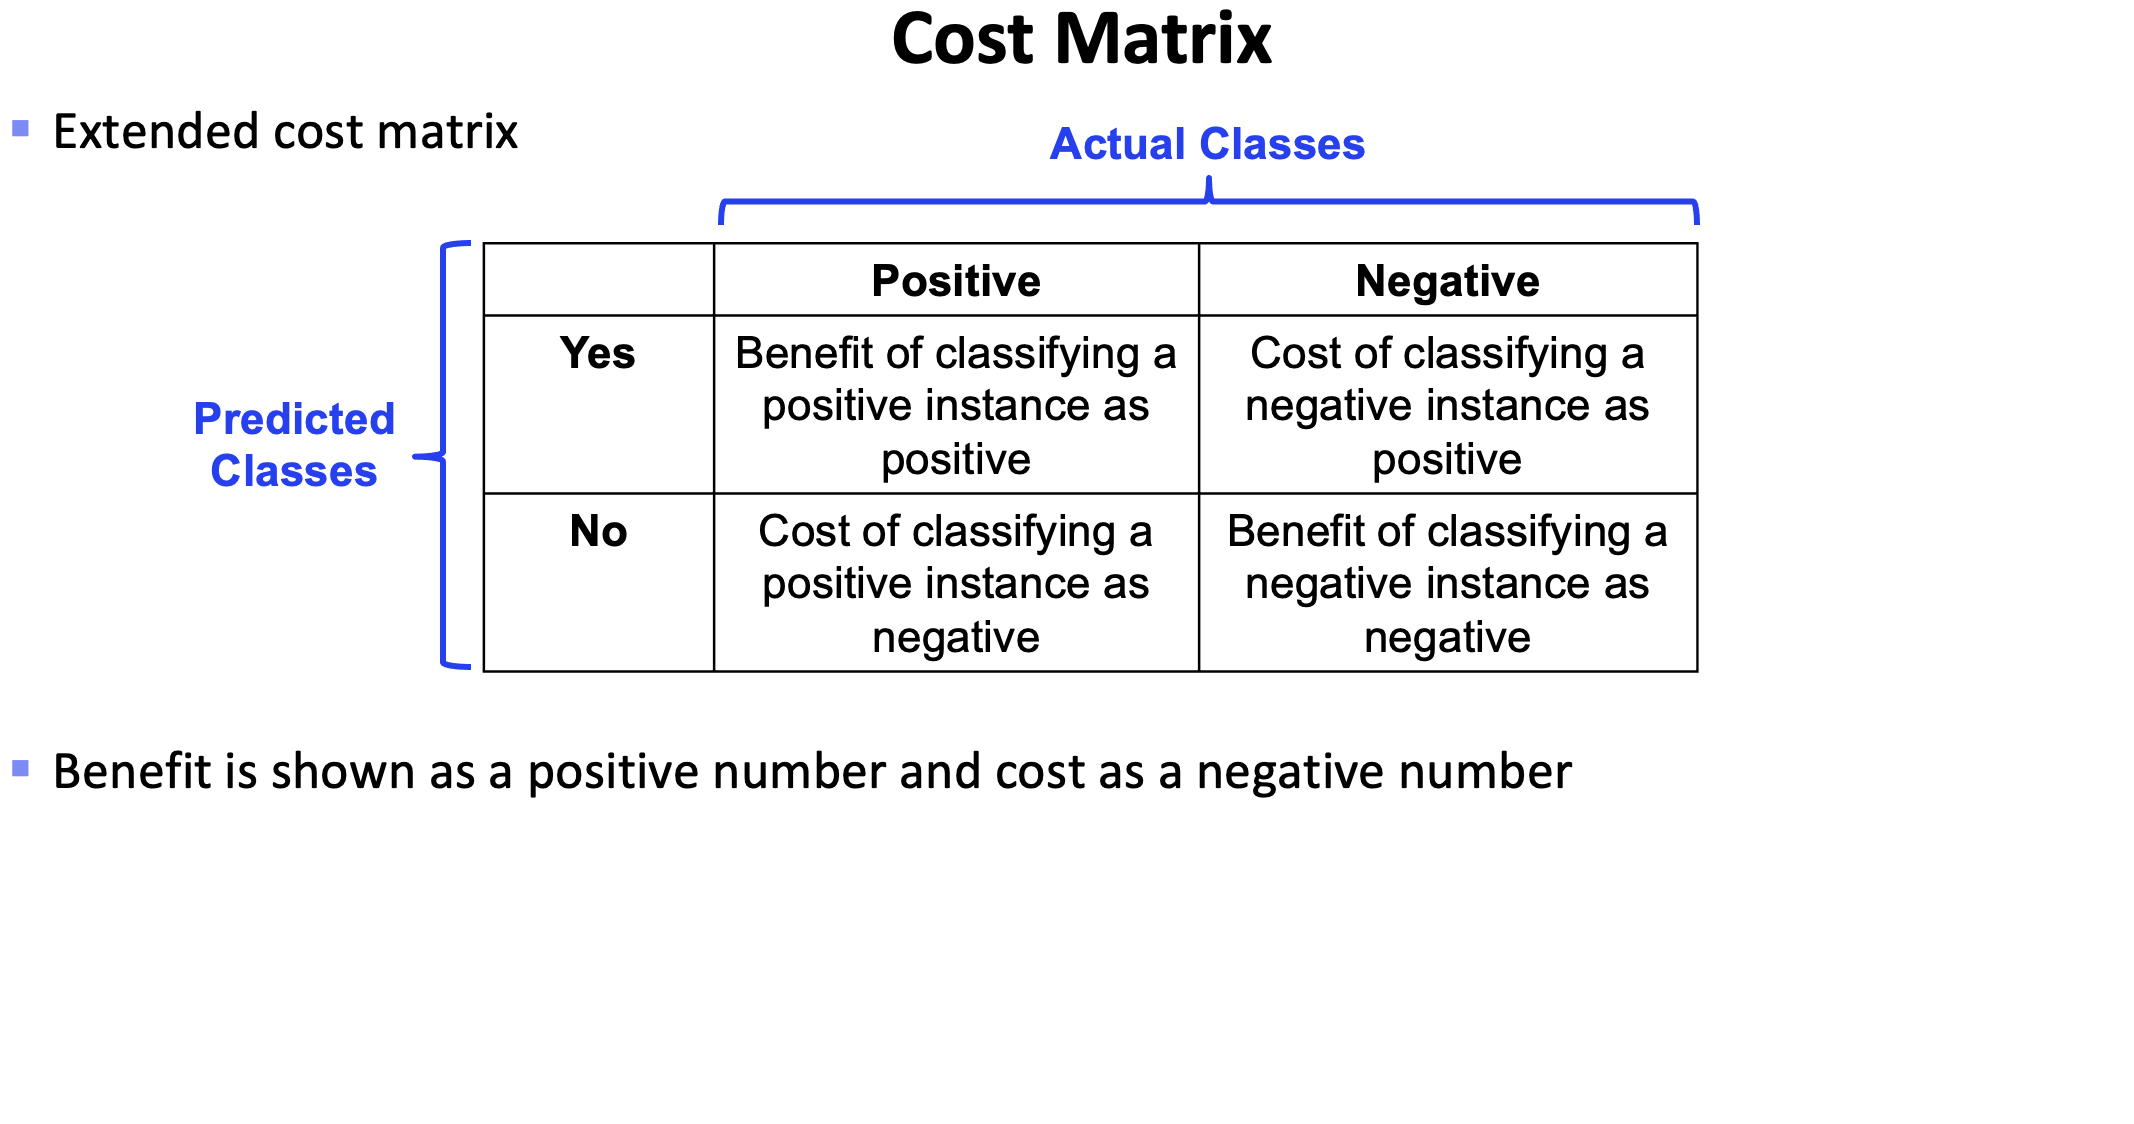 Cost Matrix
Extended cost matrix
Actual Classes
Predicted
Classes
Positive
Negative
Yes
Benefit of classifying a
positive instance as
positive
Cost of classifying a
negative instance as
positive
No
Cost of classifying a
positive instance as
negative
Benefit of classifying a
negative instance as
negative
Benefit is shown as a positive number and cost as a negative number